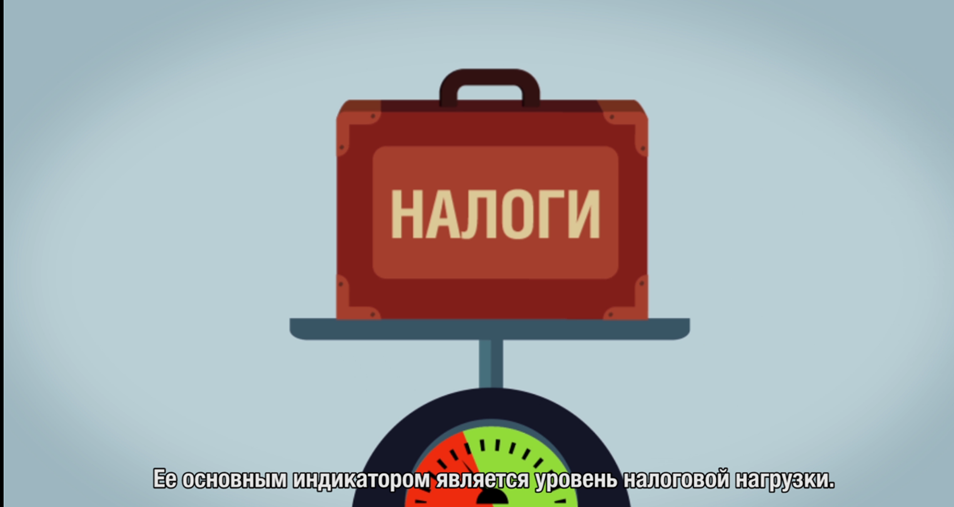 НАЛОГИ
Ее основным индикатором является уровень налоговой нагрузки.